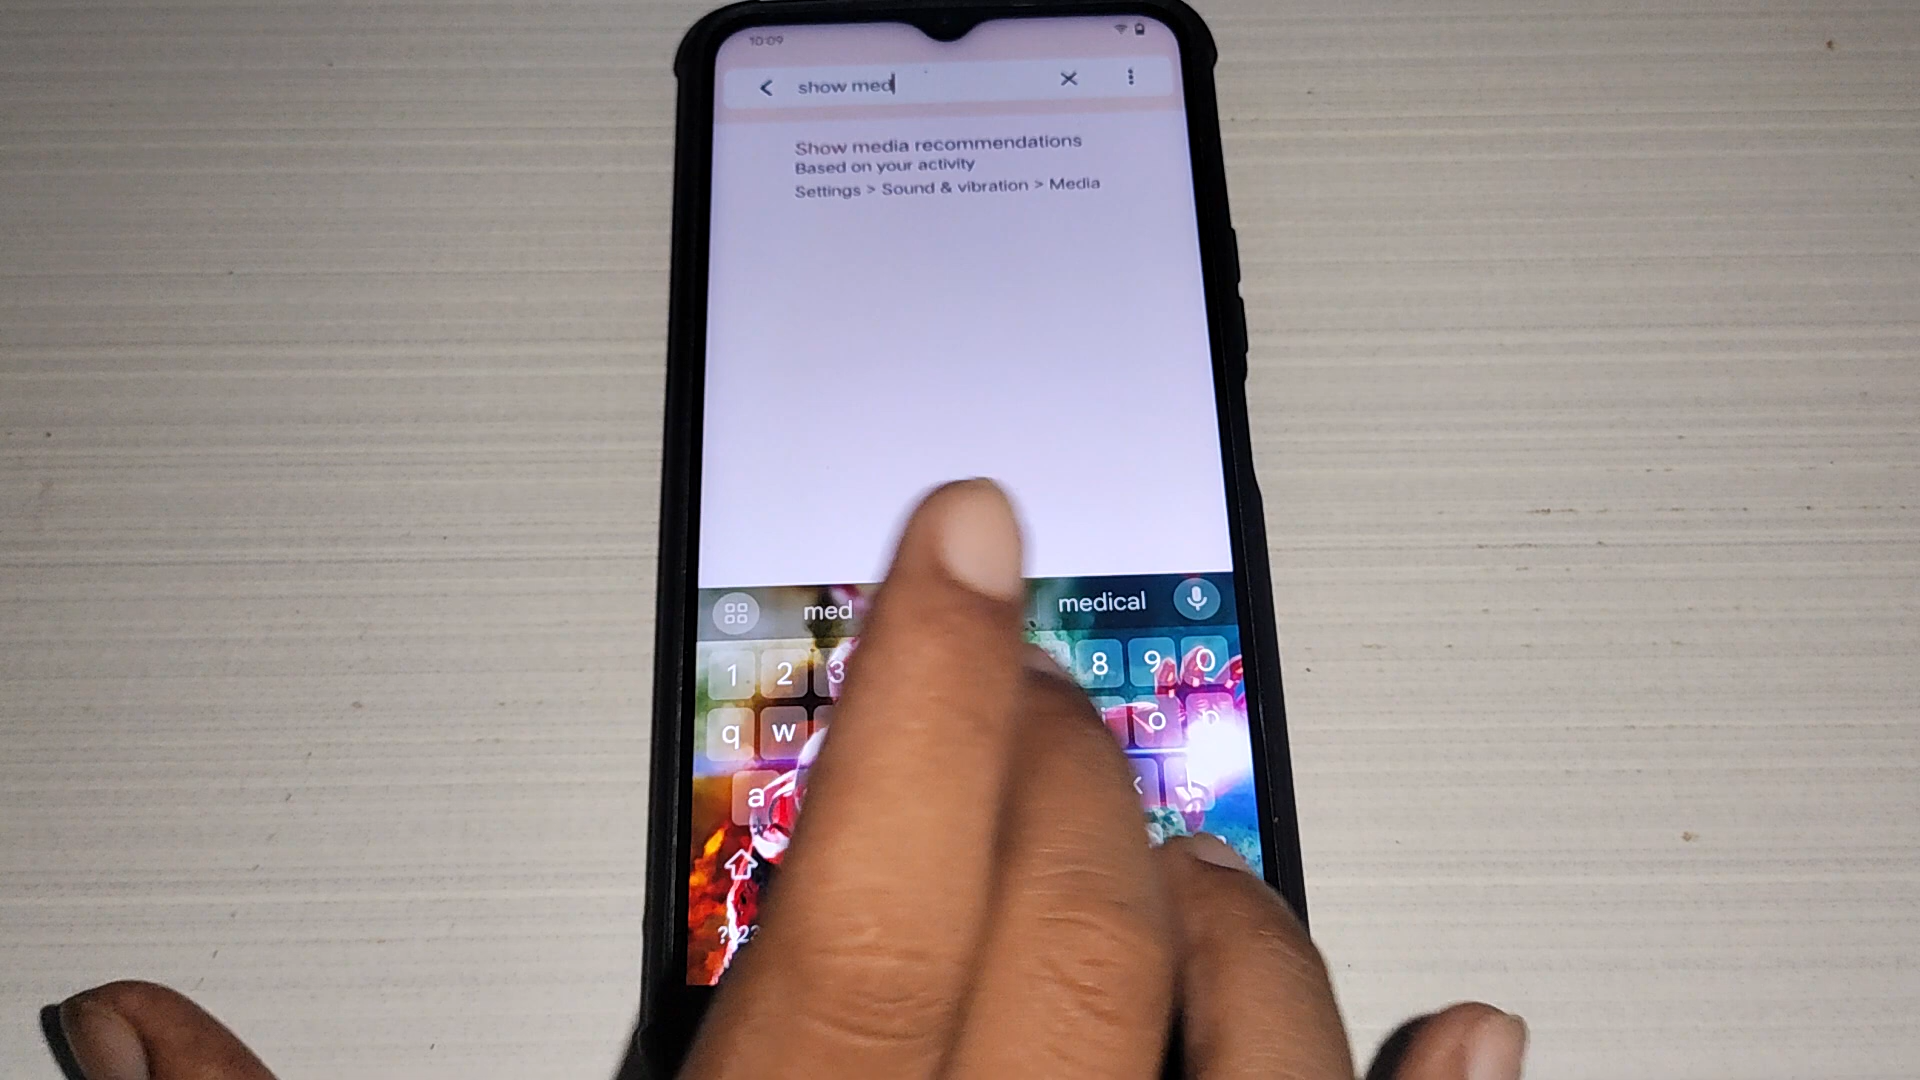 10:09
show med
Show media recommendations
Based on your activity
Settings > Sound & vibration > Media
med medical
1 2 3 8 9 0
q w o p
a